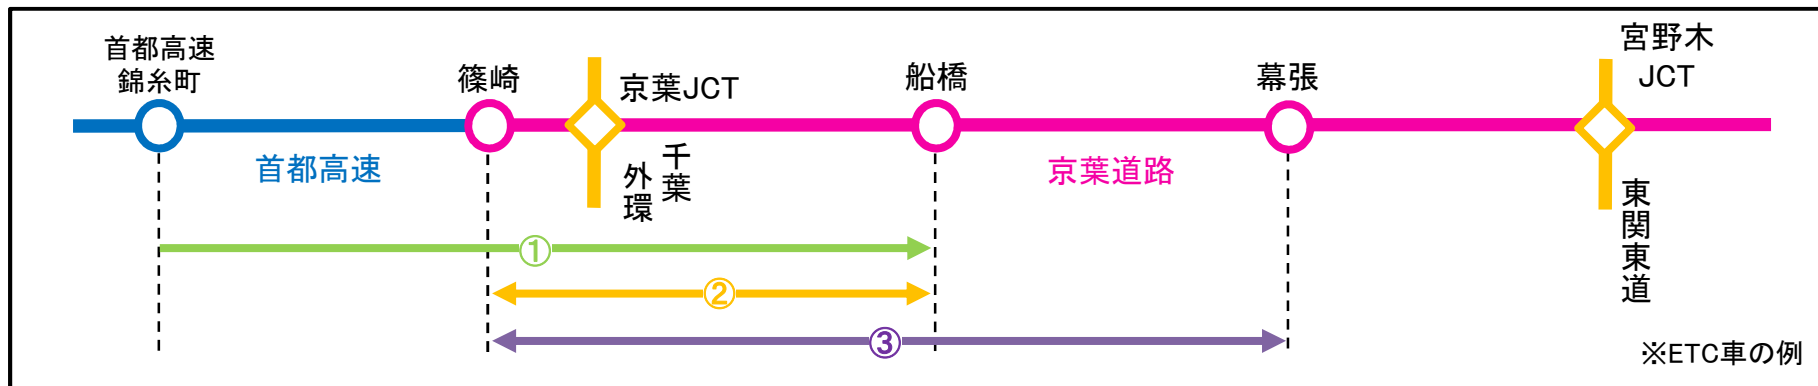 首都高速
錦糸町
篠崎
京葉JCT
船橋
幕張
宮野木
JCT
首都高速
千葉
外環
京葉道路
東関東道
①
②
③
※ETC車の例